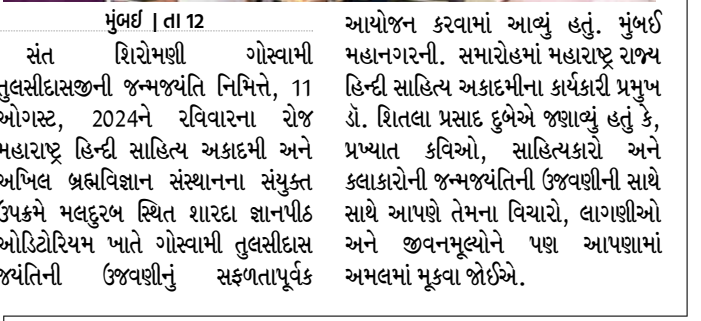 મુંબઈ | તા 12
સંત શિરોમણી ગોસ્વામી
તુલસીદાસજીની જન્મજયંતિ નિમિત્તે, 11
ઓગસ્ટ, 2024ને રવિવારના રોજ
મહારાષ્ટ્ર હિન્દી સાહિત્ય અકાદમી અને
અખિલ બ્રહ્મવિજ્ઞાન સંસ્થાનના સંયુક્ત
ઉપક્રમે મલદુરબ સ્થિત શારદા જ્ઞાનપીઠ
ઓડિટોરિયમ ખાતે ગોસ્વામી તુલસીદાસ
જયંતિની ઉજવણીનું સફળતાપૂર્વક
આયોજન કરવામાં આવ્યું હતું. મુંબઈ
મહાનગરની. સમારોહમાં મહારાષ્ટ્ર રાજ્ય
હિન્દી સાહિત્ય અકાદમીના કાર્યકારી પ્રમુખ
ડૉ. શિતલા પ્રસાદ દુબેએ જણાવ્યું હતું કે,
પ્રખ્યાત કવિઓ, સાહિત્યકારો અને
કલાકારોની જન્મજયંતિની ઉજવણીની સાથે
સાથે આપણે તેમના વિચારો, લાગણીઓ
અને જીવનમૂલ્યોને પણ આપણામાં
અમલમાં મૂકવા જોઈએ.